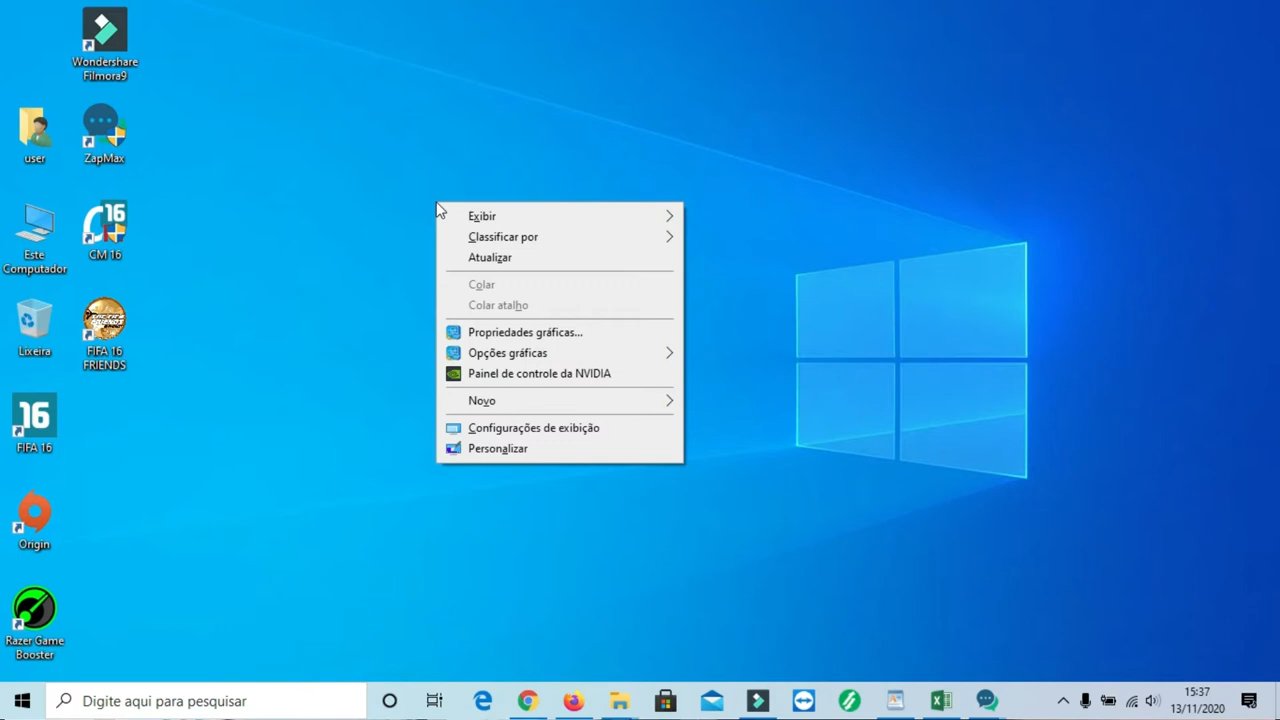 Wondershare
Filmora9
user
ZapMax
Este
Computador
CM 16
16
Lixeira
FIFA 16
FRIENDS
16
FIFA 16
Origin
Razer Game
Booster
Exibir
Classificar por
Atualizar
Colar
Colar atalho
Propriedades gráficas...
Opções gráficas
Painel de controle da NVIDIA
Novo
Configurações de exibição
Personalizar
Digite aqui para pesquisar
15:37
13/11/2020